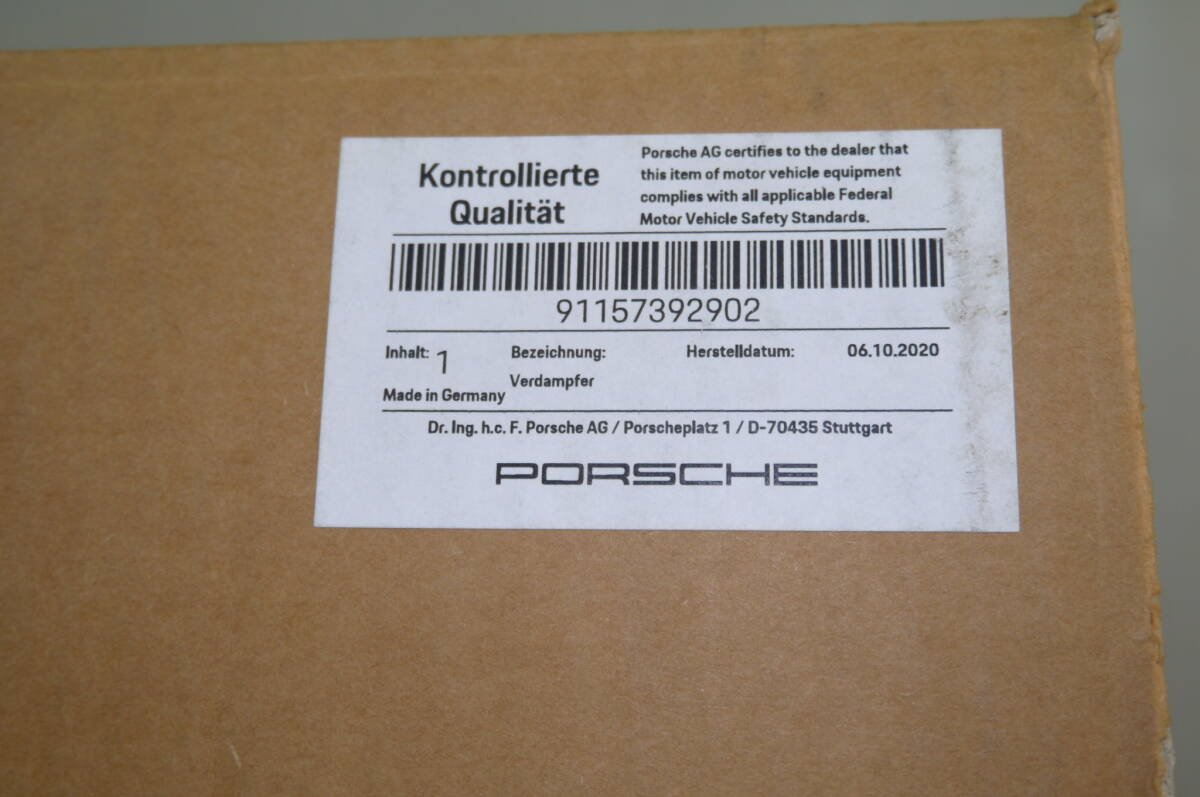 Kontrollierte
Qualität
Porsche AG certifies to the dealer that
this item of motor vehicle equipment
complies with all applicable Federal
Motor Vehicle Safety Standards.
91157392902
Inhalt: 1
Bezeichnung:
Herstelldatum: 06.10.2020
Verdampfer
Made in Germany
Dr. Ing. h.c. F. Porsche AG / Porscheplatz 1 / D-70435 Stuttgart
PORSCHE